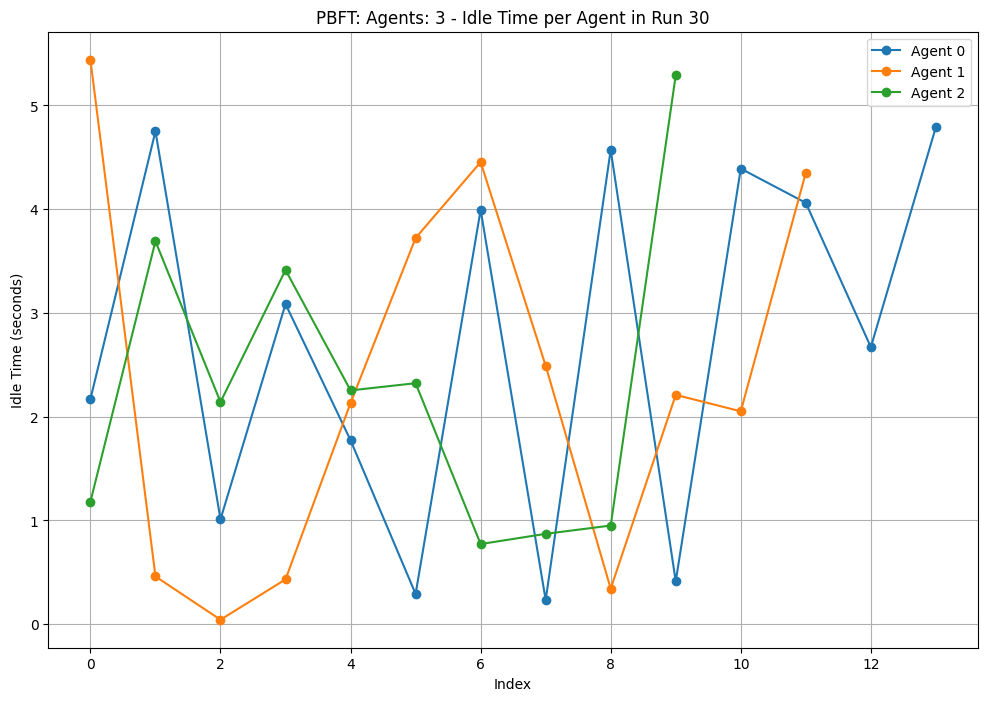 PBFT: Agents: 3 - Idle Time per Agent in Run 30
Agent 0
Agent 1
Agent 2
Idle Time (seconds)
5
4
3
2
1
0
0 2 4 6 8 10 12
Index